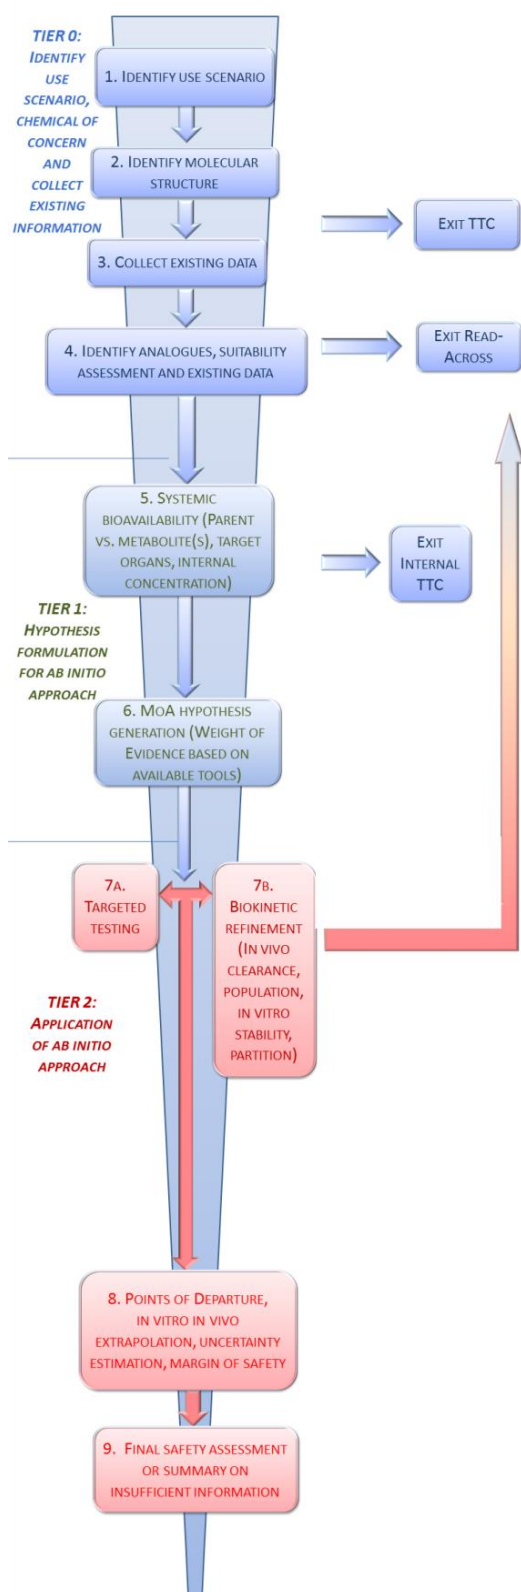 TIER 0:
IDENTIFY
USE
SCENARIO,
CHEMICAL OF
CONCERN
AND
COLLECT
EXISTING
INFORMATION
1. IDENTIFY USE SCENARIO
2. IDENTIFY MOLECULAR
STRUCTURE
EXIT TTC
3. COLLECT EXISTING DATA
4. IDENTIFY ANALOGUES, SUITABILITY
ASSESSMENT AND EXISTING DATA
EXIT READ-
ACROSS
5. SYSTEMIC
BIOAVAILABILITY (PARENT
VS. METABOLITE(S), TARGET
ORGANS, INTERNAL
CONCENTRATION)
EXIT
INTERNAL
TTC
TIER 1:
HYPOTHESIS
FORMULATION
FOR AB INITIO
APPROACH
6. MOA HYPOTHESIS
GENERATION (WEIGHT OF
EVIDENCE BASED ON
AVAILABLE TOOLS)
7A.
TARGETED
TESTING
7B.
BIOKINETIC
REFINEMENT
(IN VIVO
CLEARANCE,
POPULATION,
IN VITRO
STABILITY,
PARTITION)
TIER 2:
APPLICATION
OF AB INITIO
APPROACH
8. POINTS OF DEPARTURE,
IN VITRO IN VIVO
EXTRAPOLATION, UNCERTAINTY
ESTIMATION, MARGIN OF SAFETY
9. FINAL SAFETY ASSESSMENT
OR SUMMARY ON
INSUFFICIENT INFORMATION